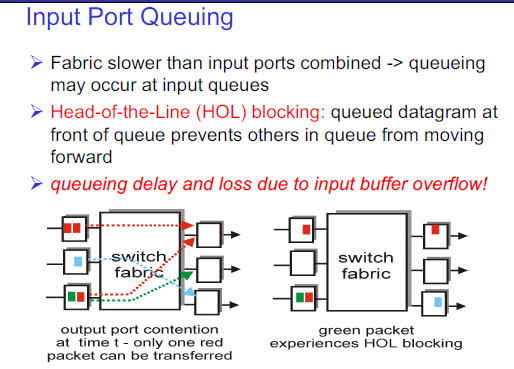 Input Port Queuing
Fabric slower than input ports combined -> queueing
may occur at input queues
Head-of-the-Line (HOL) blocking: queued datagram at
front of queue prevents others in queue from moving
forward
queueing delay and loss due to input buffer overflow!
switch
fabric
output port contention
at time t - only one red
packet can be transferred
switch
fabric
green packet
experiences HOL blocking